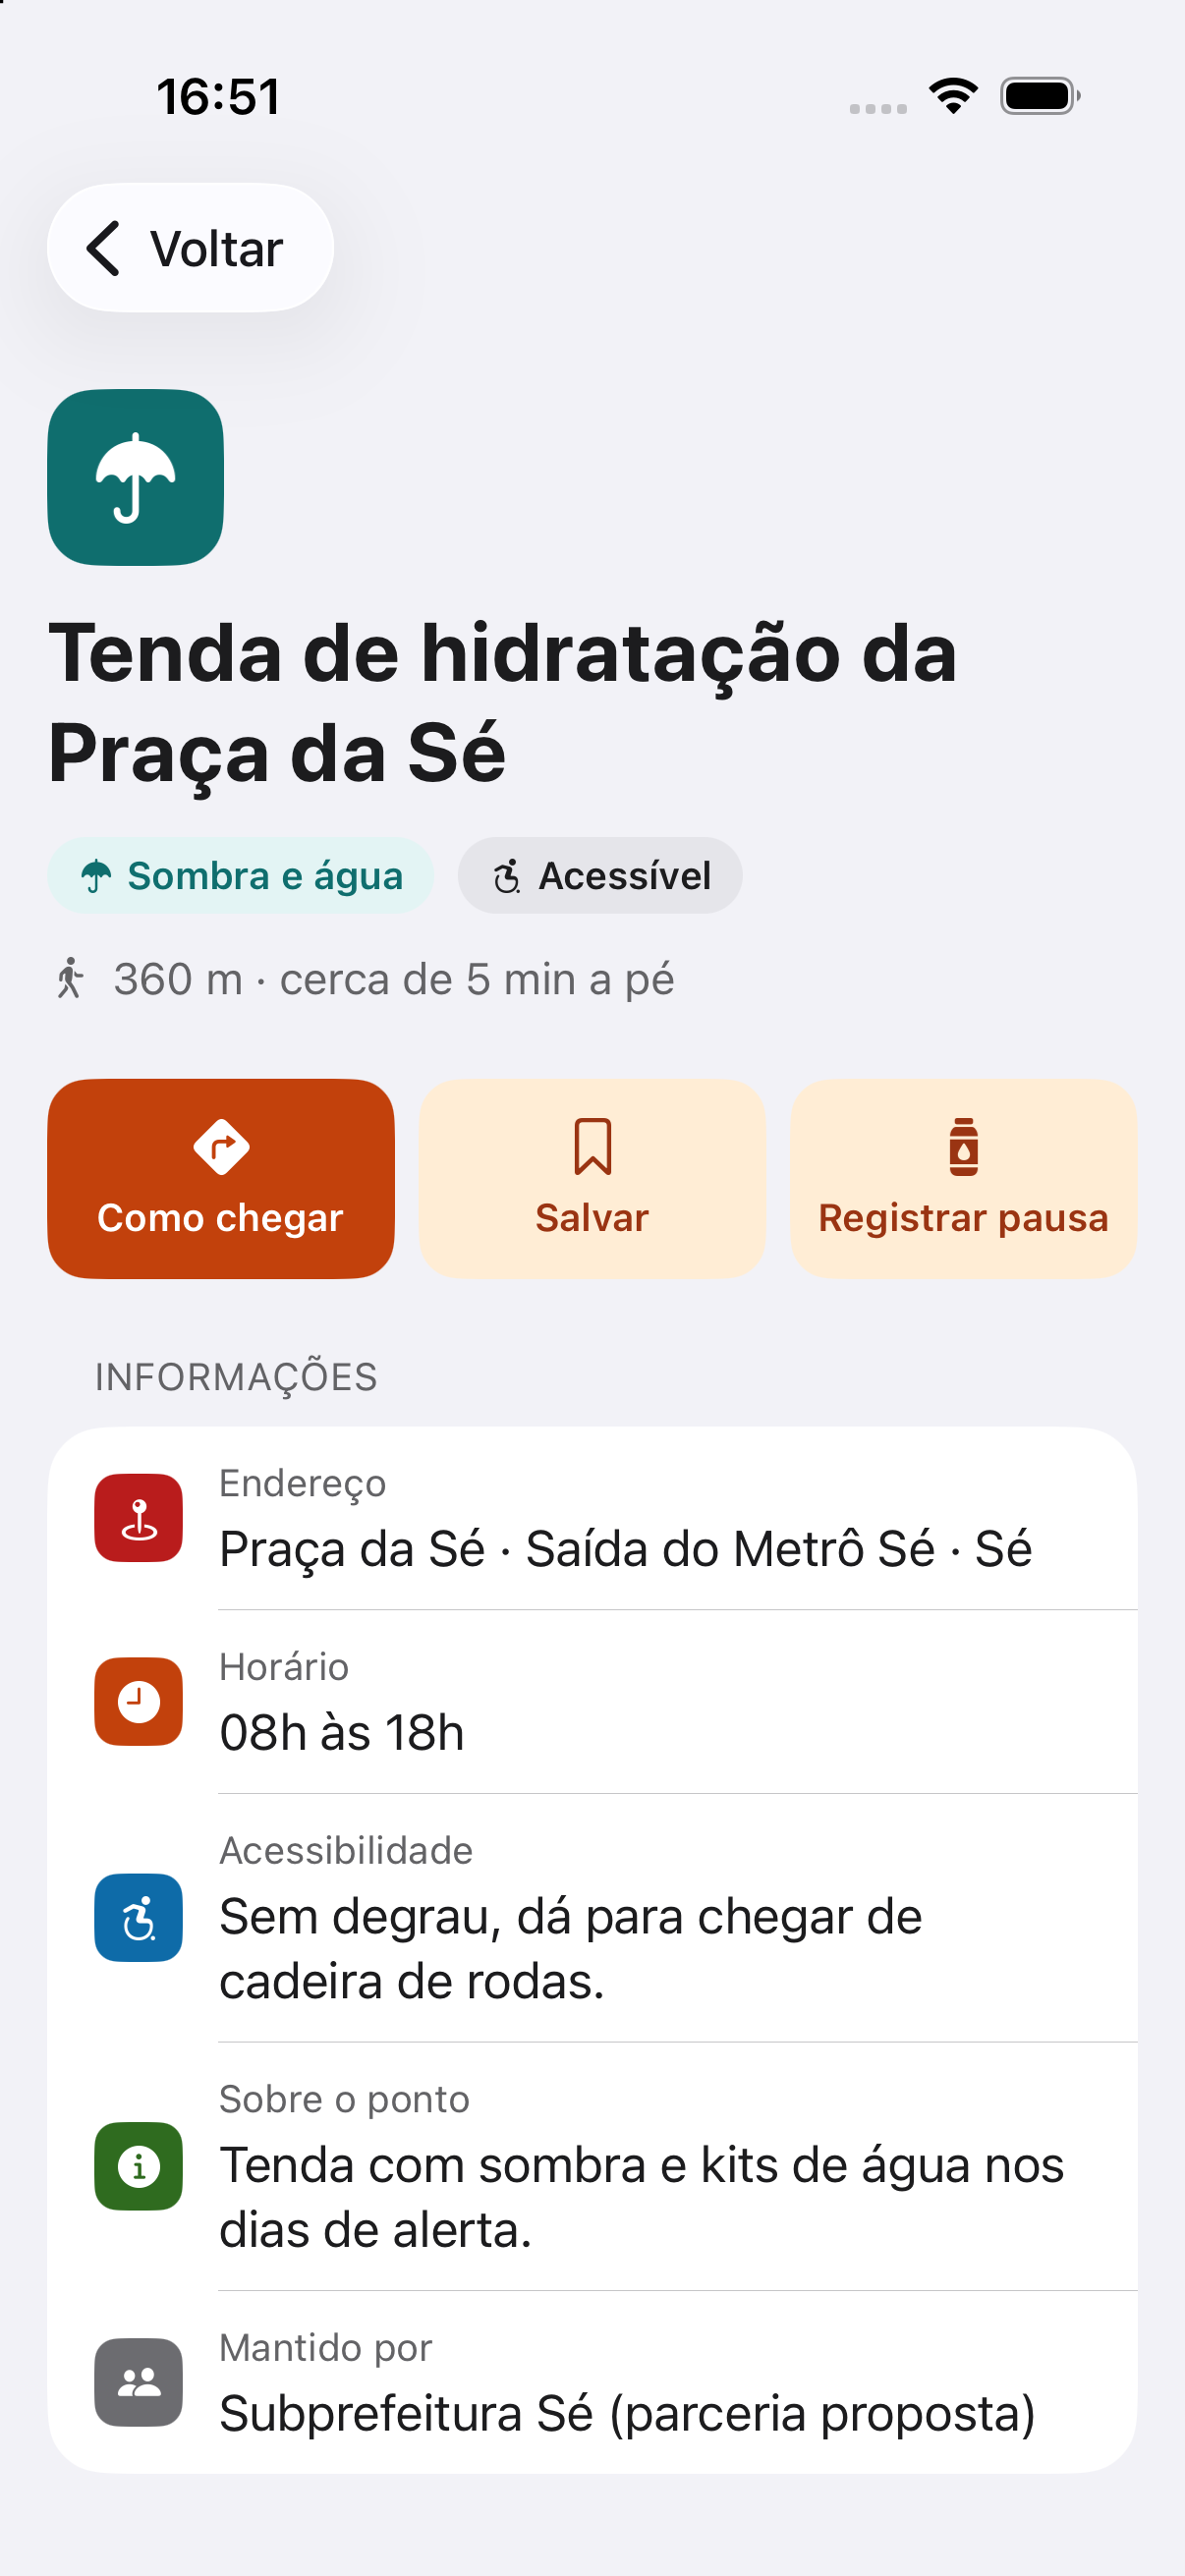 16:51
Voltar
Tenda de hidratação da
Praça da Sé
Sombra e água
Acessível
360 m · cerca de 5 min a pé
Como chegar
Salvar
Registrar pausa
INFORMAÇÕES
Endereço
Praça da Sé · Saída do Metrô Sé · Sé
Horário
08h às 18h
Acessibilidade
Sem degrau, dá para chegar de
cadeira de rodas.
Sobre o ponto
Tenda com sombra e kits de água nos
dias de alerta.
Mantido por
Subprefeitura Sé (parceria proposta)